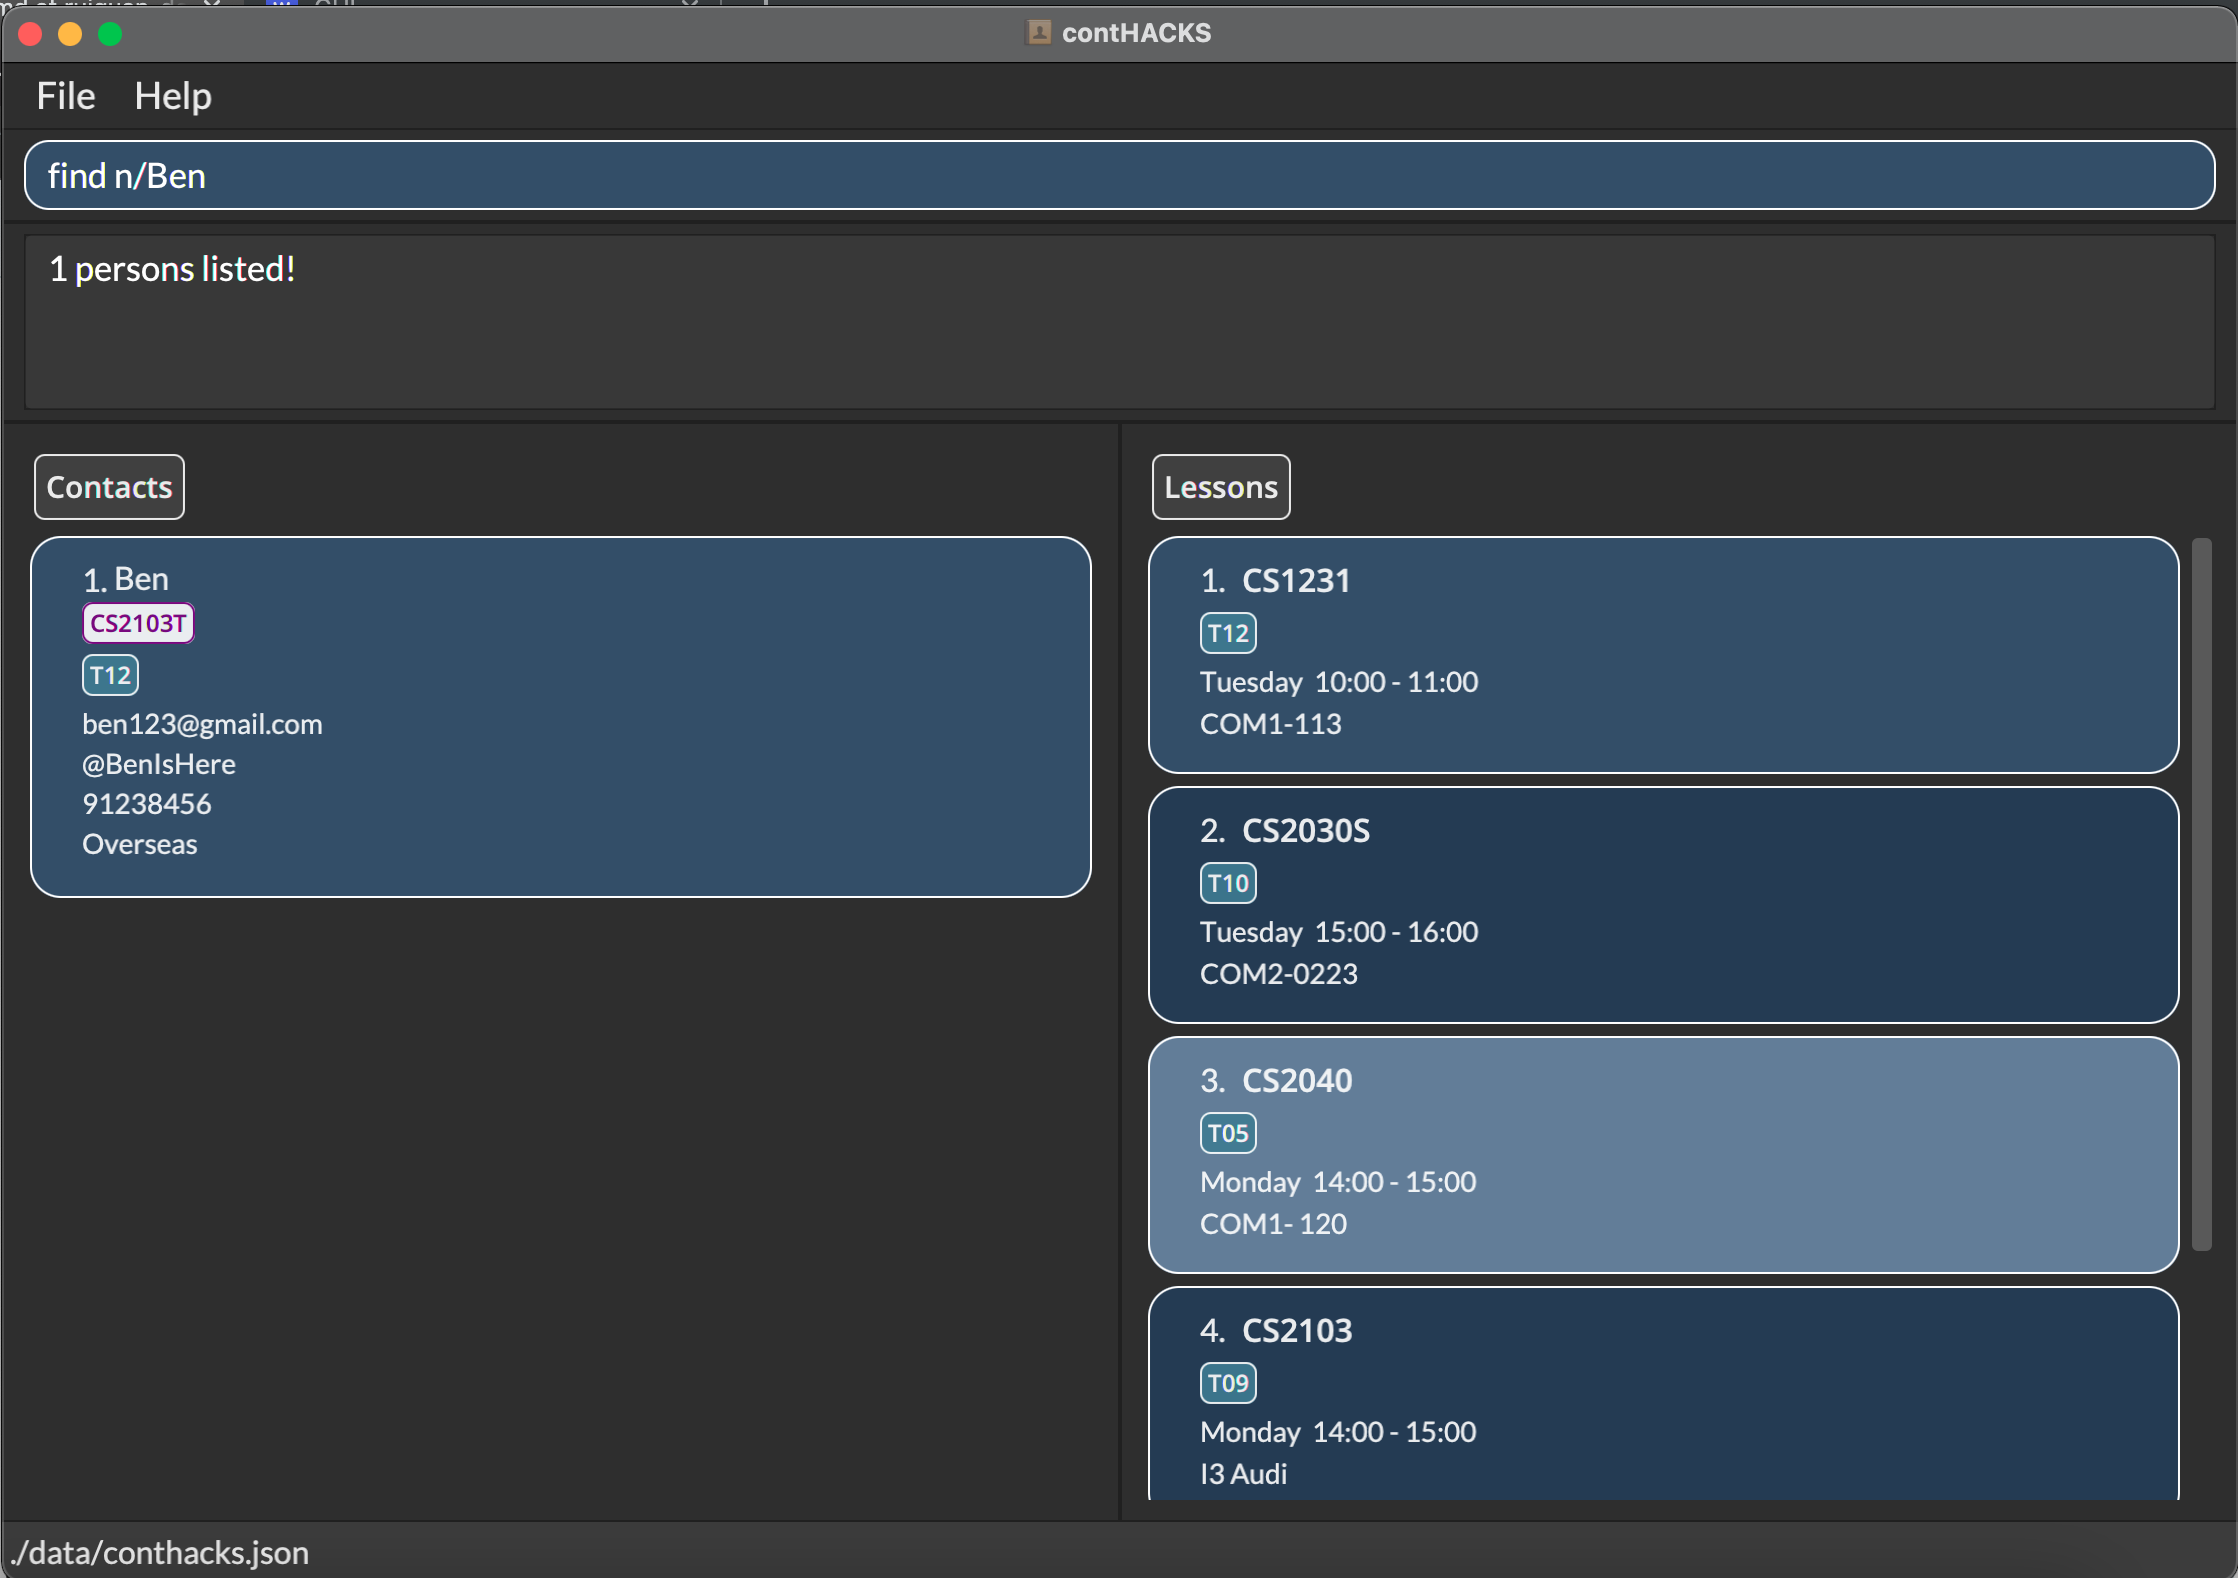 contHACKS
File Help
find n/Ben
1 persons listed!
Contacts
1. Ben
CS2103T
T12
ben123@gmail.com
@BenIsHere
91238456
Overseas
Lessons
1. CS1231
T12
Tuesday 10:00 - 11:00
COM1-113
2. CS2030S
T10
Tuesday 15:00 - 16:00
COM2-0223
3. CS2040
T05
Monday 14:00 - 15:00
COM1- 120
4. CS2103
T09
Monday 14:00 - 15:00
I3 Audi
./data/conthacks.json